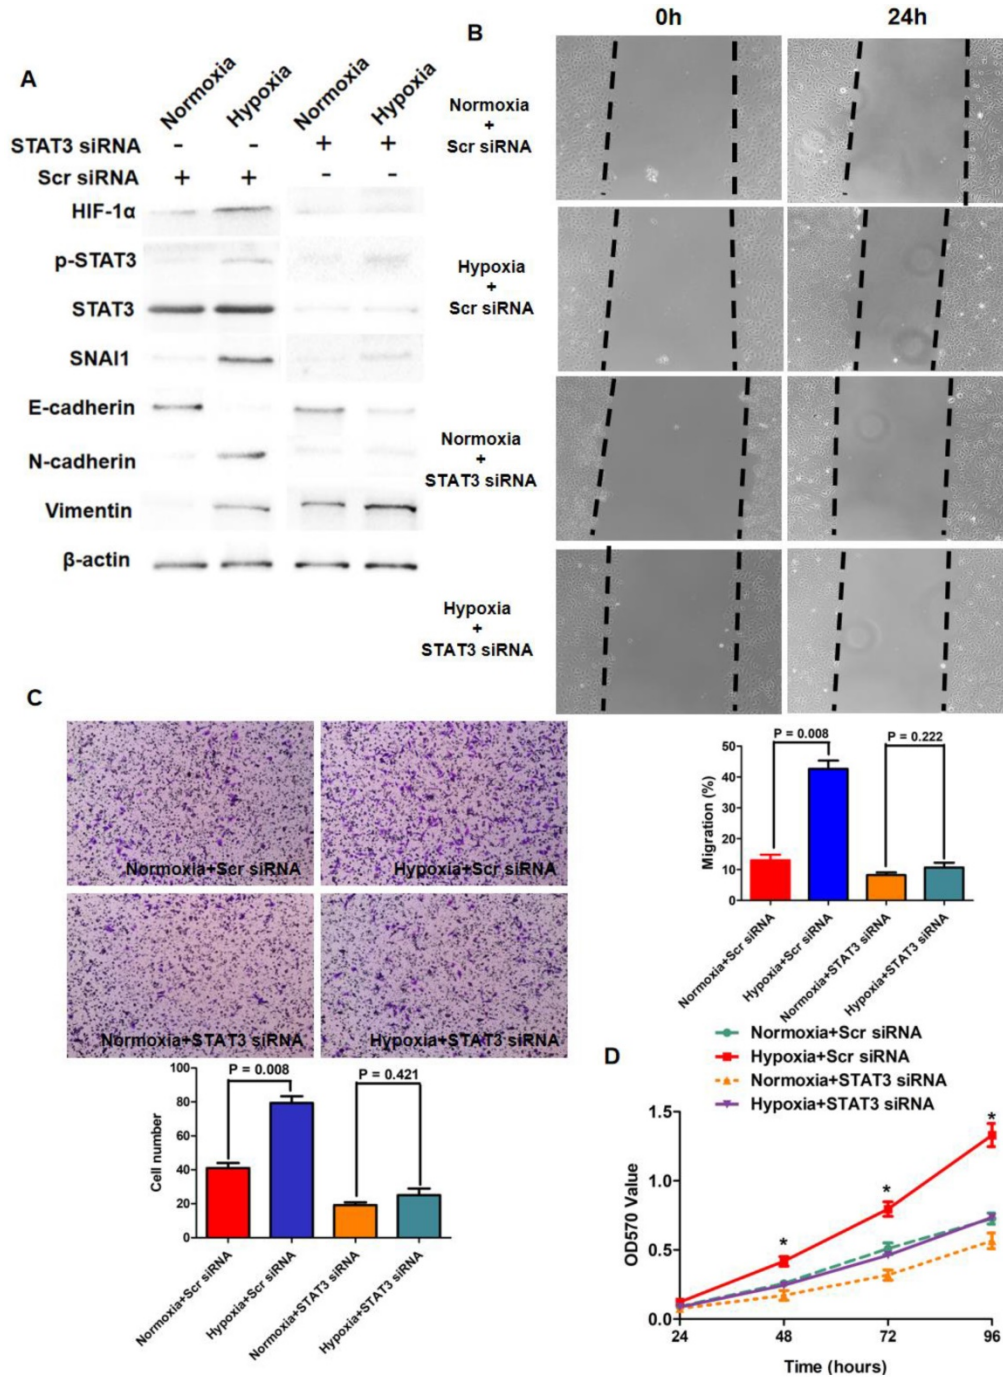 A
Normoxia Hypoxia Normoxia Hypoxia
STAT3 siRNA - - + +
Scr siRNA + + - -
HIF-1α
p-STAT3
STAT3
SNAI1
E-cadherin
N-cadherin
Vimentin
β-actin
B
0h 24h
Normoxia
+
Scr siRNA
Hypoxia
+
Scr siRNA
Normoxia
+
STAT3 siRNA
Hypoxia
+
STAT3 siRNA
P = 0.008
P = 0.222
Migration (%)
50
40
30
20
10
0
Normoxia+Scr siRNA
Hypoxia+Scr siRNA
Normoxia+STAT3 siRNA
Hypoxia+STAT3 siRNA
C
Normoxia+Scr siRNA
Hypoxia+Scr siRNA
Normoxia+STAT3 siRNA
Hypoxia+STAT3 siRNA
P = 0.008
P = 0.421
Cell number
100
80
60
40
20
0
Normoxia+Scr siRNA
Hypoxia+Scr siRNA
Normoxia+STAT3 siRNA
Hypoxia+STAT3 siRNA
D
Normoxia+Scr siRNA
Hypoxia+Scr siRNA
Normoxia+STAT3 siRNA
Hypoxia+STAT3 siRNA
OD570 Value
1.5
1.0
0.5
0.0
* * *
24 48 72 96
Time (hours)